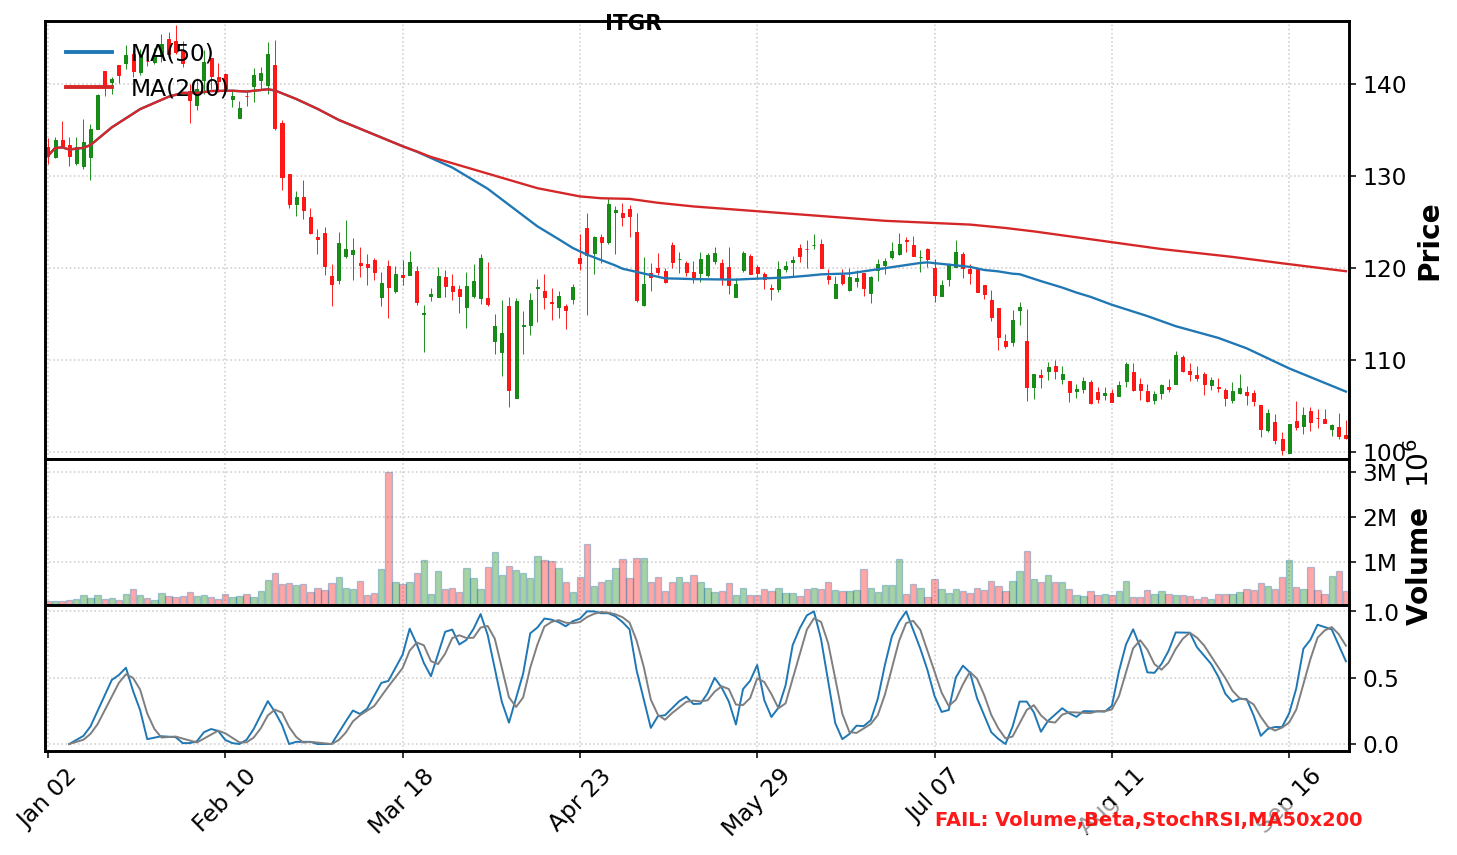 ITGR
MA(50)
MA(200)
140
130
120
110
100
Price
10^6
3M
2M
1M
Volume
1.0
0.5
0.0
Jan 02
Feb 10
Mar 18
Apr 23
May 29
Jul 07
Aug 11
Sep 16
FAIL: Volume,Beta,StochRSI,MA50x200